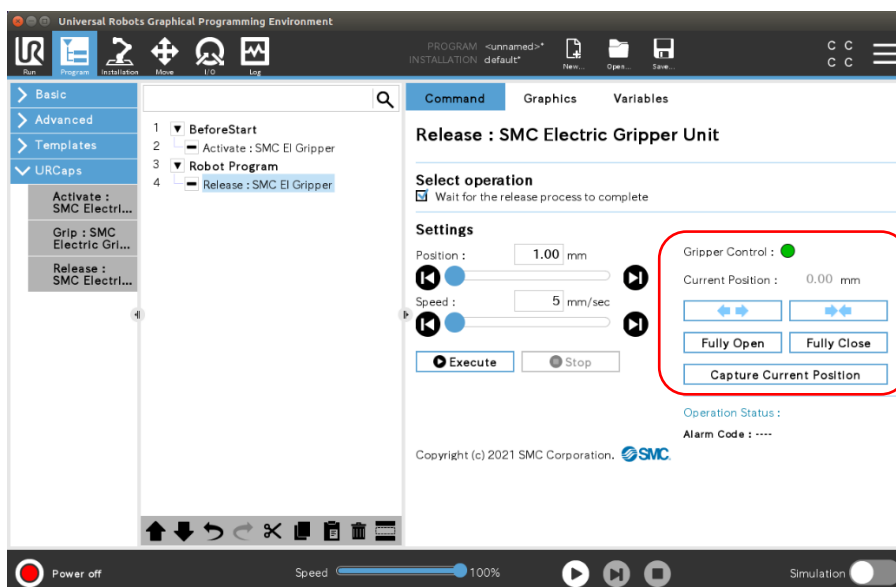 Universal Robots Graphical Programming Environment
Run
Program
Installation
Move
I/O
Log
PROGRAM <unnamed>*
INSTALLATION default*
New...
Open...
Save...
C C
C C
Basic
Advanced
Templates
URCaps
Activate :
SMC Electri...
Grip : SMC
Electric Gri...
Release :
SMC Electri...
1 BeforeStart
2 Activate : SMC El Gripper
3 Robot Program
4 Release : SMC El Gripper
Command Graphics Variables
Release : SMC Electric Gripper Unit
Select operation
Wait for the release process to complete
Settings
Position : 1.00 mm
Speed : 5 mm/sec
Execute Stop
Gripper Control :
Current Position : 0.00 mm
Fully Open Fully Close
Capture Current Position
Operation Status :
Alarm Code : ----
Copyright (c) 2021 SMC Corporation. SMC.
Power off
Speed 100%
Simulation